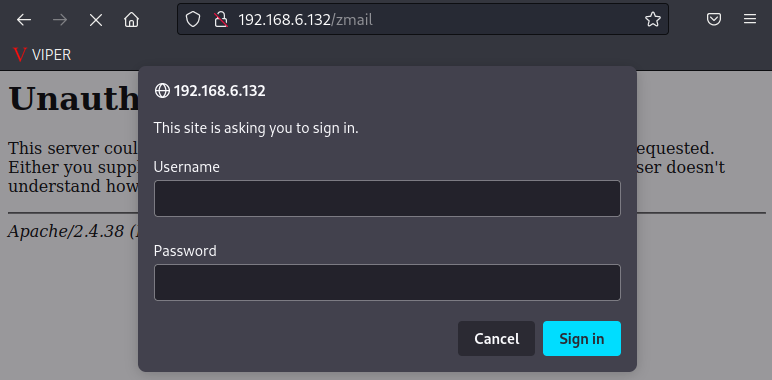 192.168.6.132/zmail
V VIPER
Unauth
192.168.6.132
This site is asking you to sign in.
This server coul
equested.
Either you suppl
ser doesn't
understand how
Username
Apache/2.4.38 (
Password
Cancel
Sign in